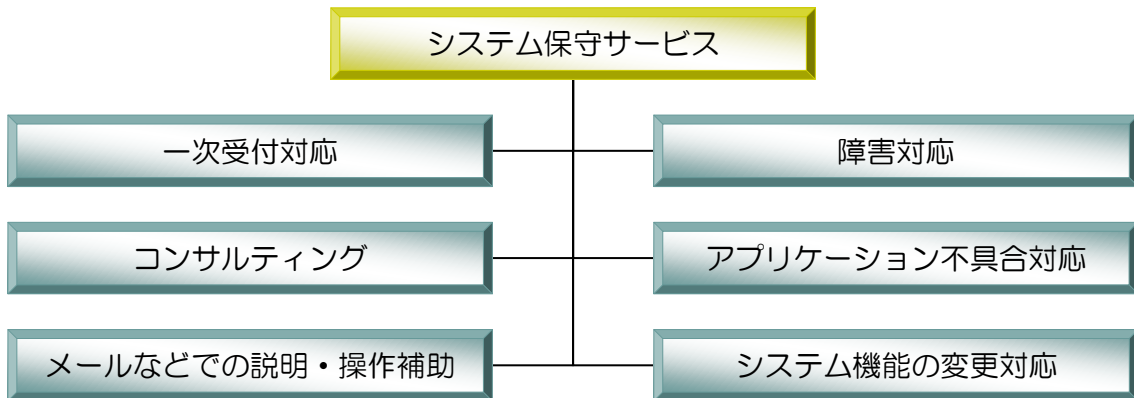 システム保守サービス
一次受付対応
障害対応
コンサルティング
アプリケーション不具合対応
メールなどでの説明・操作補助
システム機能の変更対応